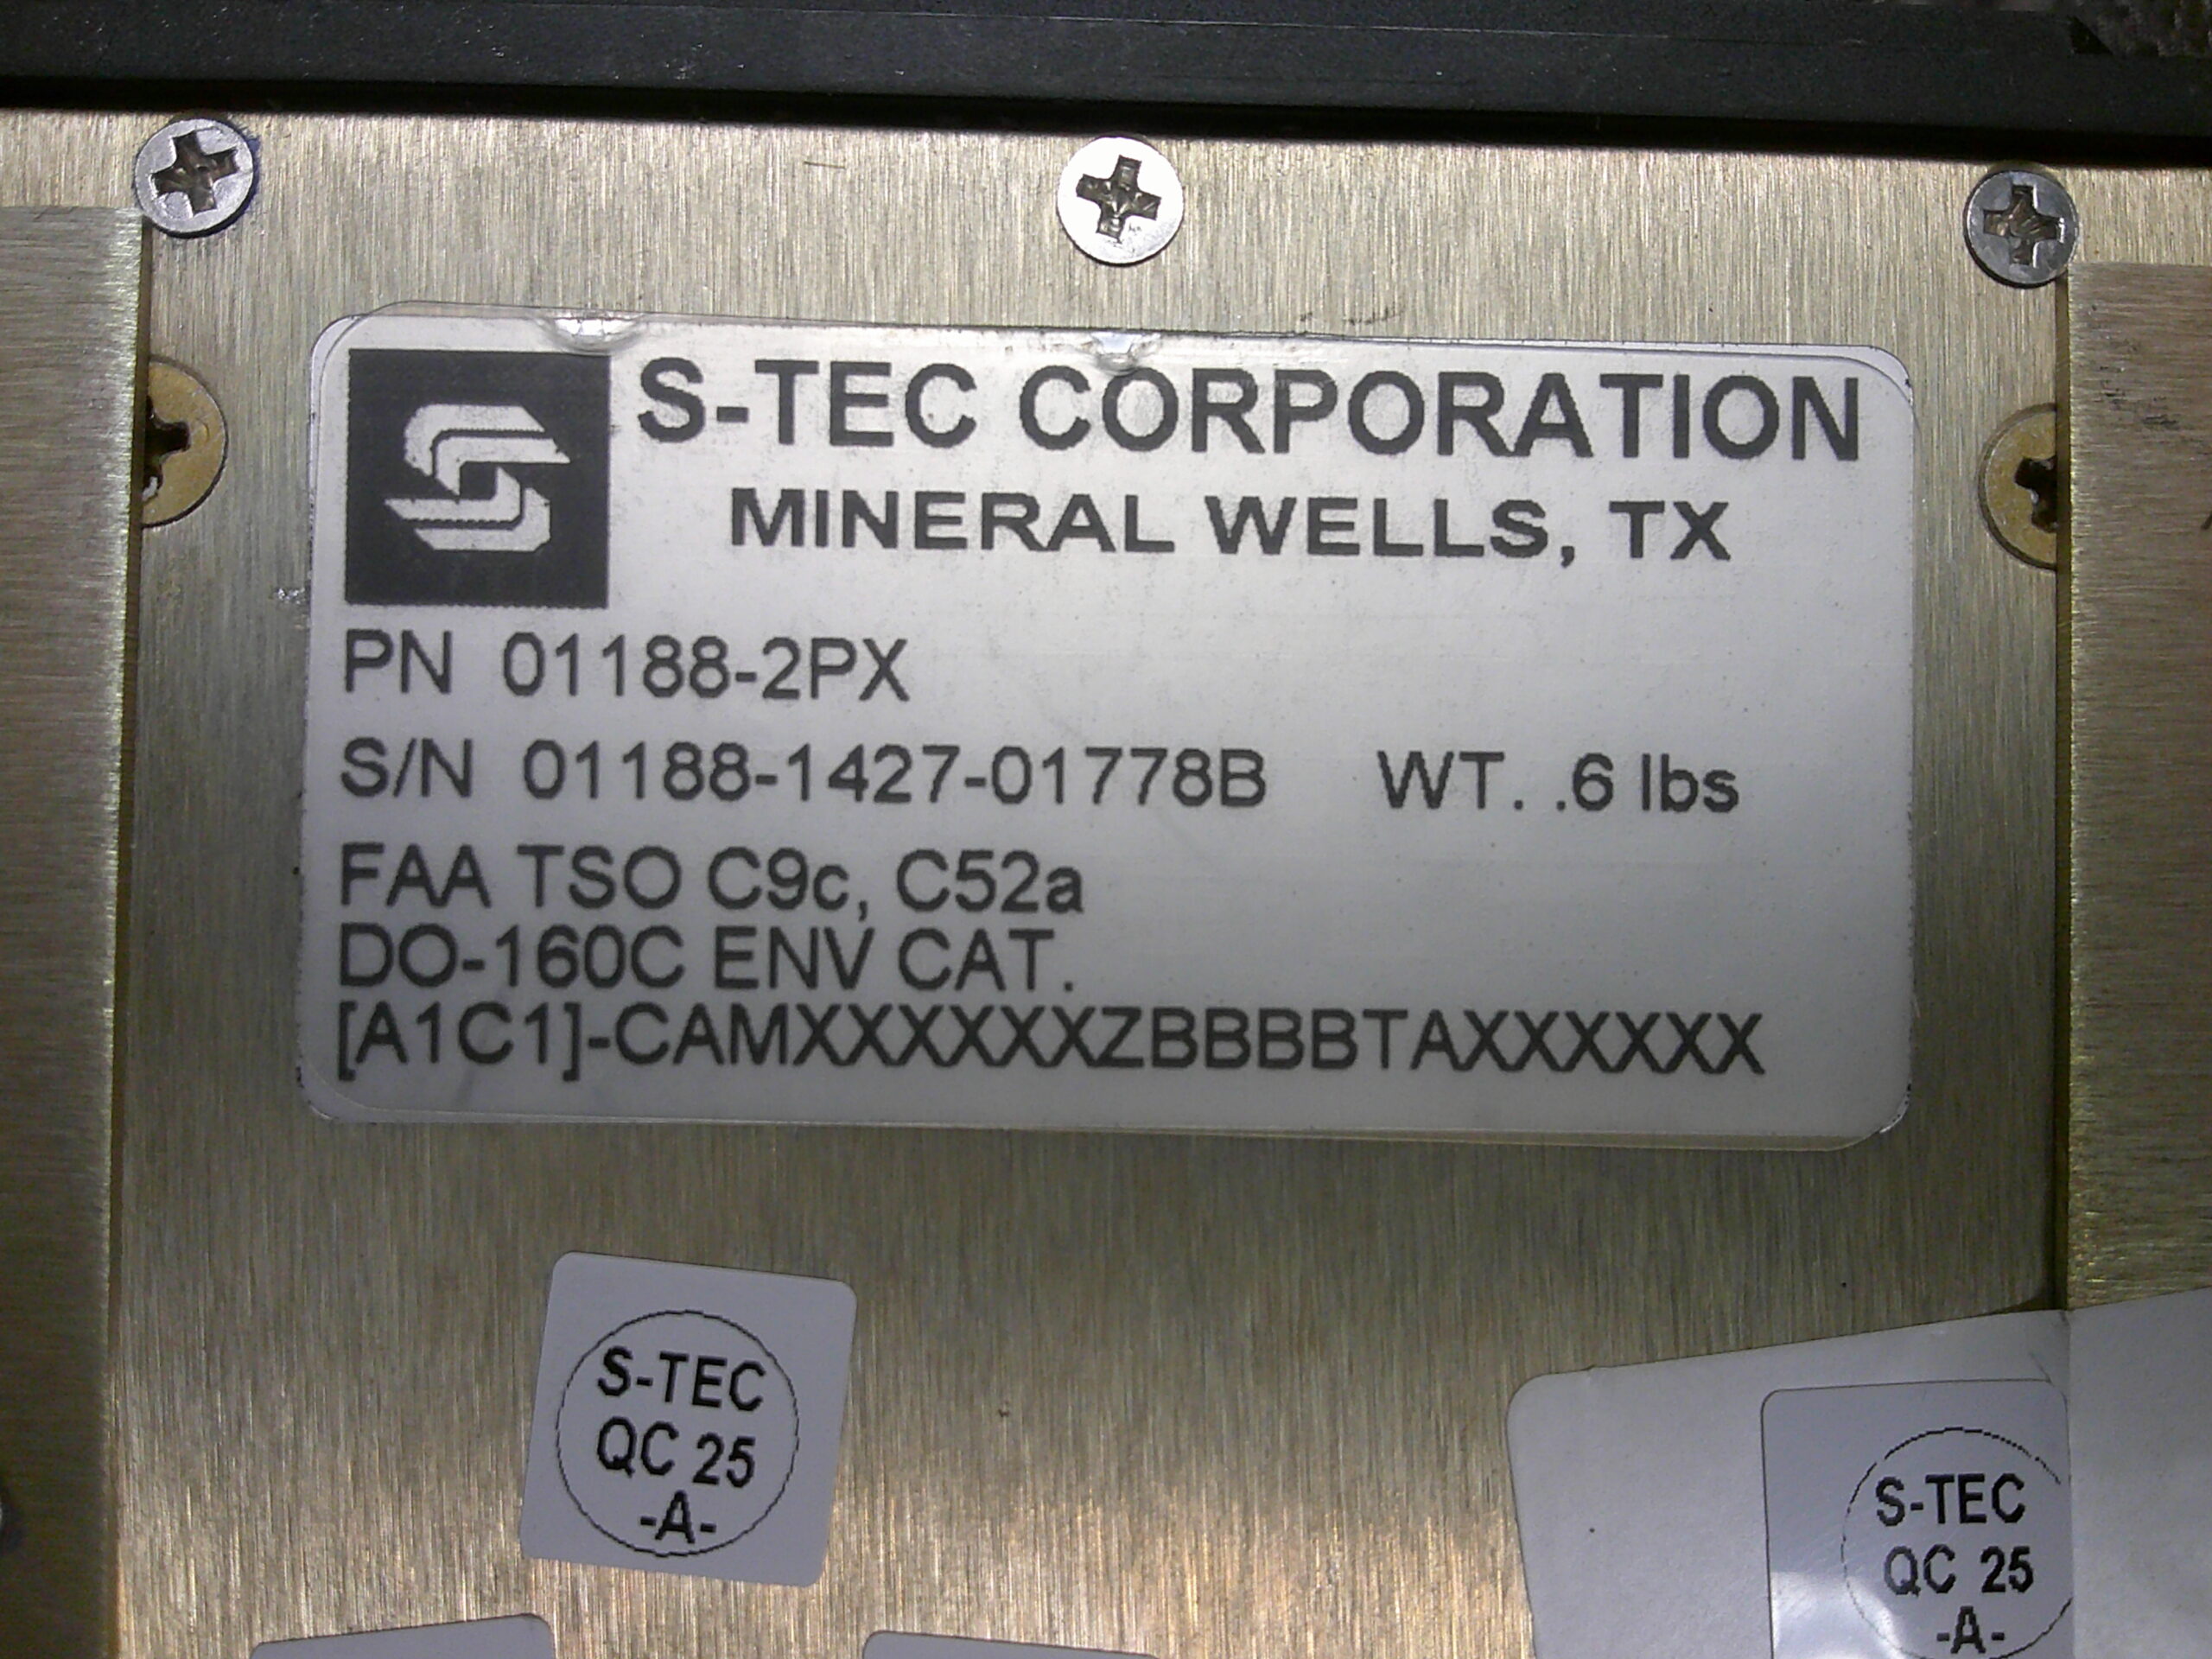 S-TEC CORPORATION
MINERAL WELLS, TX
PN 01188-2PX
S/N 01188-1427-01778B WT. .6 lbs
FAA TSO C9c, C52a
DO-160C ENV CAT.
[A1C1]-CAMXXXXXXZBBBBTAXXXXXX
S-TEC
QC 25
-A-
S-TEC
QC 25
-A-